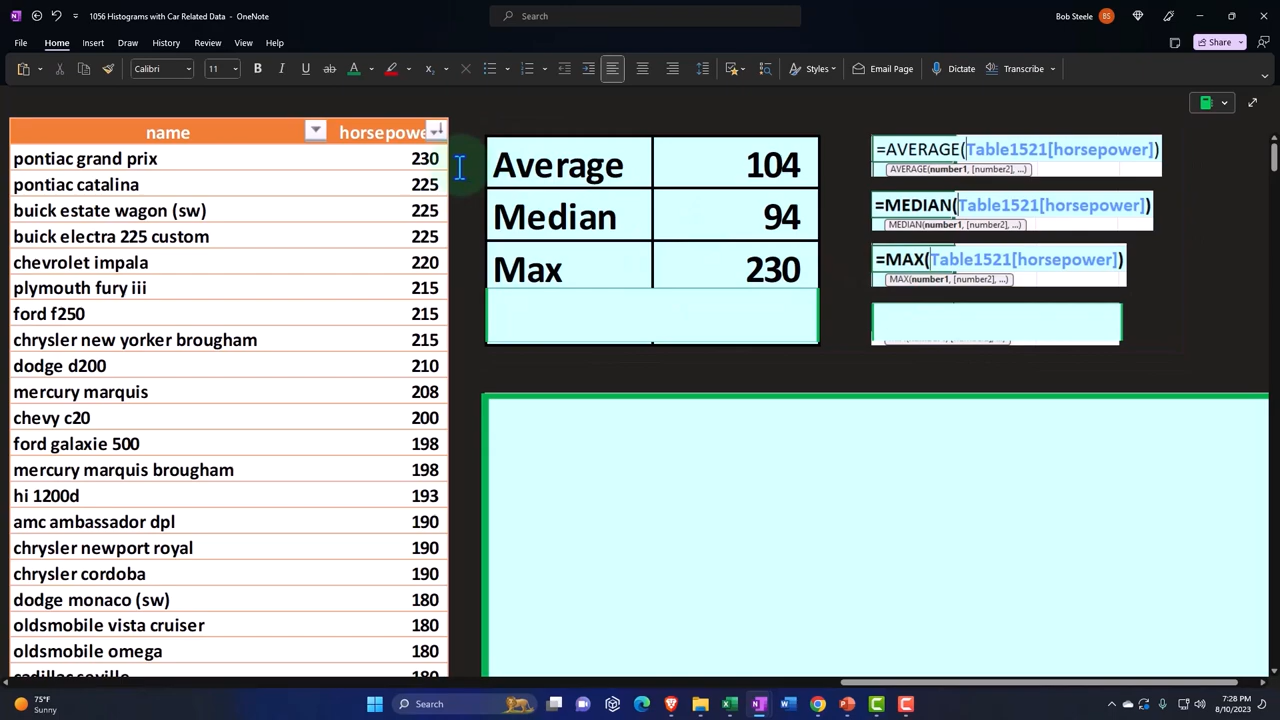 1056 Histograms with Car Related Data - OneNote
Search
Bob Steele BS
File Home Insert Draw History Review View Help
Share
Calibri 11 B I U ab A Styles Email Page Dictate Transcribe
name horsepowe
pontiac grand prix 230
pontiac catalina 225
buick estate wagon (sw) 225
buick electra 225 custom 225
chevrolet impala 220
plymouth fury iii 215
ford f250 215
chrysler new yorker brougham 215
dodge d200 210
mercury marquis 208
chevy c20 200
ford galaxie 500 198
mercury marquis brougham 198
hi 1200d 193
amc ambassador dpl 190
chrysler newport royal 190
chrysler cordoba 190
dodge monaco (sw) 180
oldsmobile vista cruiser 180
oldsmobile omega 180
cadillac seville 180
Average 104
Median 94
Max 230
=AVERAGE(Table1521[horsepower])
AVERAGE(number1, [number2], ...)
=MEDIAN(Table1521[horsepower])
MEDIAN(number1, [number2], ...)
=MAX(Table1521[horsepower])
MAX(number1, [number2], ...)
75°F
Sunny
Search
7:28 PM
8/10/2023